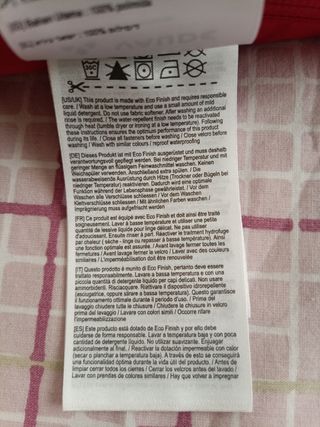 (ID) Bahan Utama : 100% poliamida
30C
[US/UK] This product is made with Eco Finish and requires responsible
care. / Wash at a low temperature and use a small amount of mild
liquid detergent. Do not use fabric softener. After washing an additional
rinse is required. / The water-repellent finish needs to be reactivated
through heat (tumble dryer or ironing at a low temperature). Following
these instructions ensures the optimum performance of this product
during its life. / Close all fasteners before washing / Close velcro before
washing / Wash with similar colours / reproof waterproofing
[DE] Dieses Produkt ist mit Eco Finish ausgerüstet und muss deshalb
verantwortungsvoll gepflegt werden. Bei niedriger Temperatur und mit
geringen Mengen an flüssigen Feinwaschmittel waschen. Keinen
Weichspüler verwenden. Anschließend extra spülen. / Die
wasserabweisende Ausrüstung durch Hitze (Trockner oder Bügeln bei
niedriger Temperatur) reaktivieren. Dadurch wird eine optimale
Funktion während der Lebensphase gewährleistet. / Vor dem
Waschen alle Verschlüsse schließen / Vor dem Waschen
Klettverschlüsse schließen / Mit ähnlichen Farben waschen /
[FR] Ce produit est équipé avec Eco Finish et doit ainsi être traité
soigneusement. Laver à basse température et utiliser une petite
quantité de lessive liquide pour linge délicat. Ne pas utiliser
d'adoucissant. Ensuite rinser à part. Reactiver le traitement hydrofuge
par chaleur ( sèche - linge ou repasser à basse température). Ainsi
une fonction optimale est assurée. / Avant lavage fermer toutes les
fermetures / Avant lavage fermer le velcro / Laver avec des couleurs
similaires / L'imperméabilisation doit être renouvelée
[IT] Questo prodotto è munito di Eco Finish, pertanto deve essere
trattato responsabilmente. Lavare a bassa temperatura e con una
piccola quantità di detergente liquido per capi delicati. Non usare
ammorbidenti. Risciacquare. Riattivare il dispositivo idrorepellente
(asciugatrice, oppure stirare a bassa temperatura). Questo garantisce
il funzionamento ottimale durante il periodo d'uso. / Prima del
lavaggio chiudere tutte le chiusure / Chiudere la chiusure in velcro
prima del lavaggio / Lavare con colori simili / Occorre rifare
l'impermeabilizzazione
[ES] Este producto está dotado de Eco Finish y por ello debe
cuidarse de forma responsable. Lavar a temperatura baja y con poca
cantidad de detergente líquido. No utilizar suavizante. Enjuagar
adicionalmente al final. / Reactivar la dotación impermeable con calor
(secar o planchar a temperatura baja). A través de esto se conseguirá
una funcionalidad óptima durante la vida útil del producto. / Antes de
limpiar cerrar todos los cierres / Cerrar los velcros antes del lavado /
Lavar con prendas de colores similares / Hay que volver a impregnar